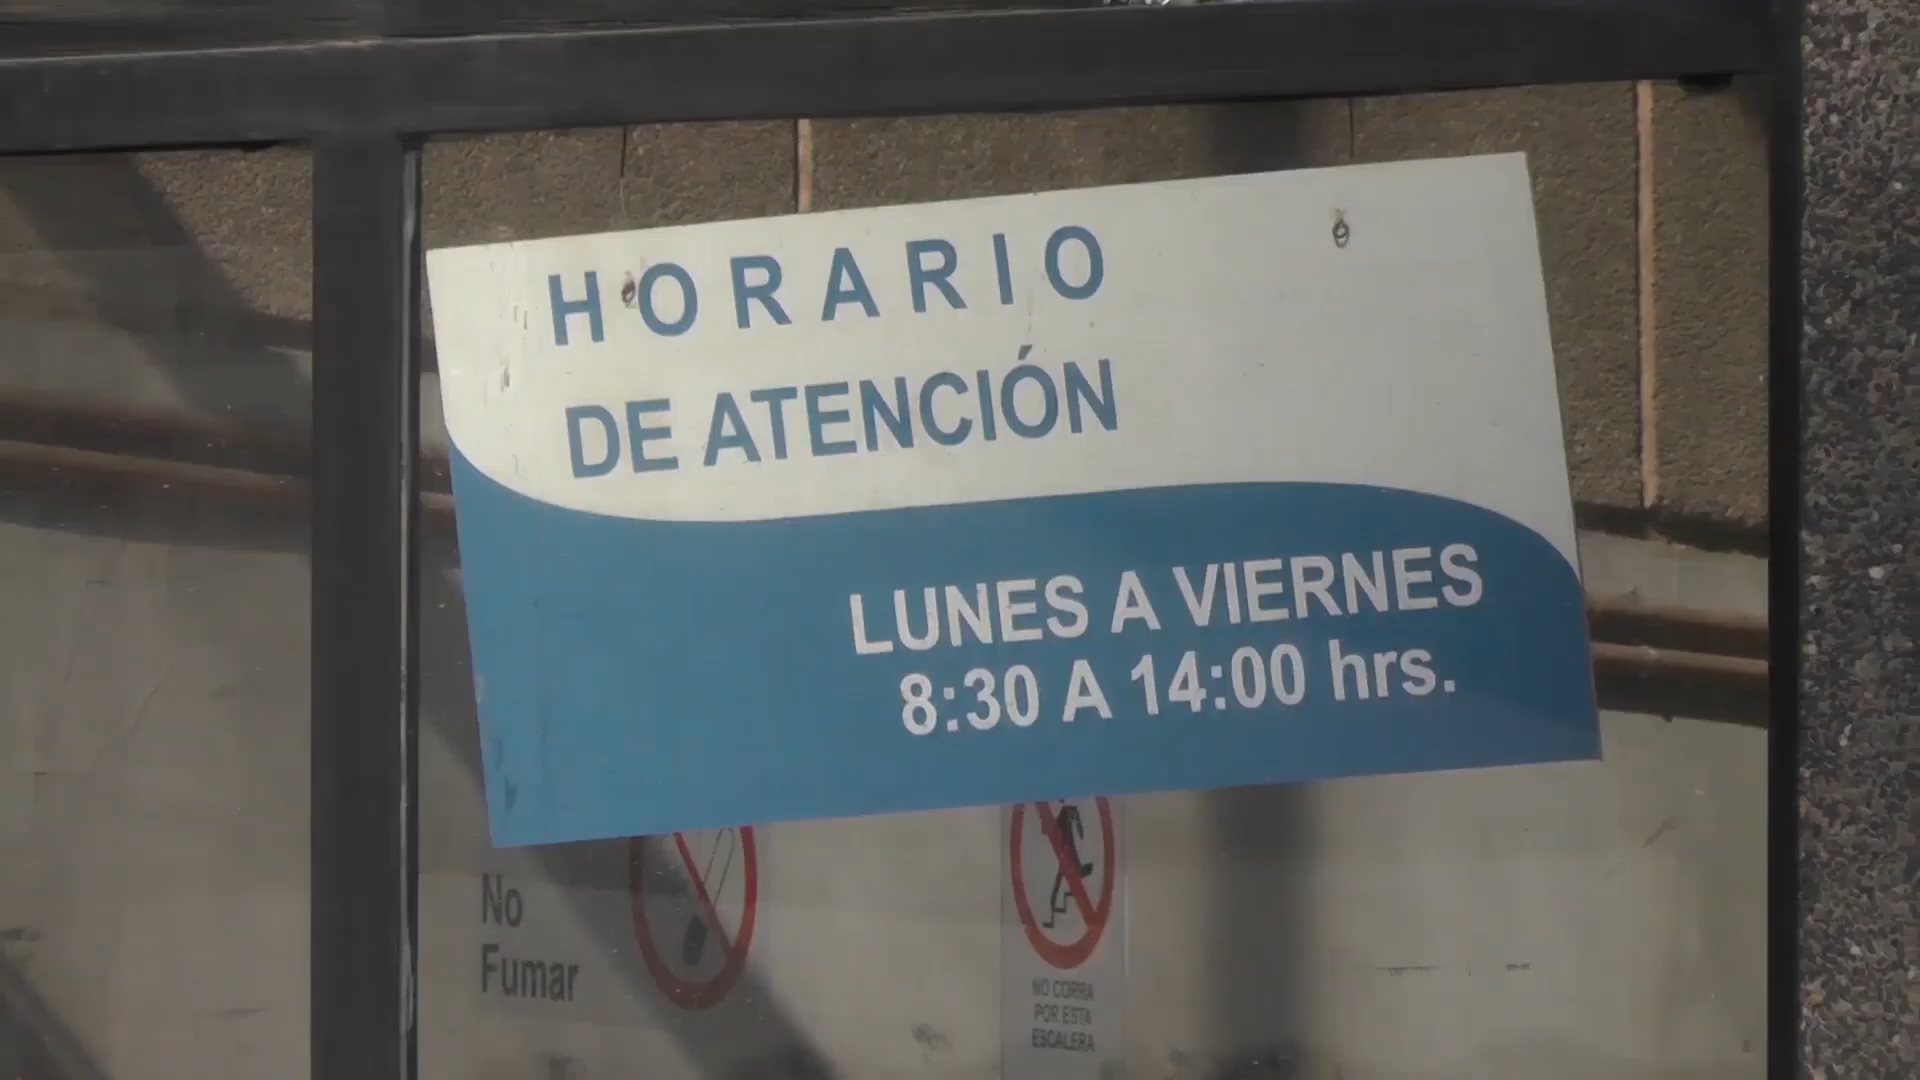 HORARIO
DE ATENCIÓN
LUNES A VIERNES
8:30 A 14:00 hrs.
No
Fumar
NO CORRA
POR ESTA
ESCALERA